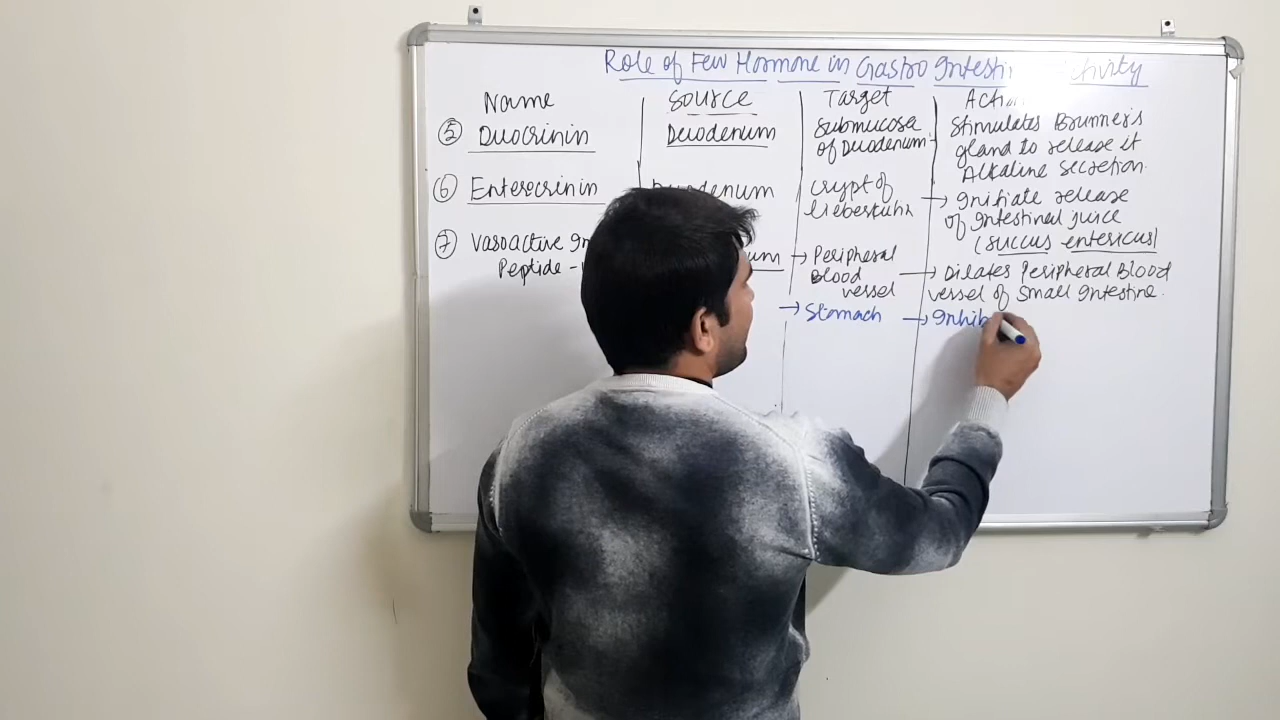 Role of Few Hormone in Gastro Intesti
Name Source Target Acti
⑤ Duocrinin Duodenum Submucosa of Duodenum
Stimulates Brunner's
gland to release it
Alkaline Secretion.
⑥ Enterocrinin crypt of
Lieberkuhn
→ Initiate release
of Intestinal juice
(succus entericus)
⑦ Vasoactive In
Peptide -
→ Peripheral
Blood
vessel
→ Dilates Peripheral Blood
vessel of Small Intestine.
→ Stomach → Inhib